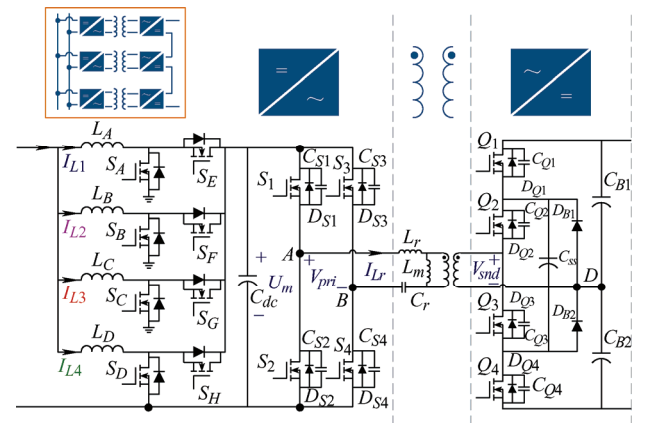 L_A
I_L1
S_A
S_E
L_B
I_L2
S_B
S_F
L_C
I_L3
S_C
S_G
L_D
I_L4
S_D
S_H
+
U_m
−
C_dc
S_1
C_S1
D_S1
S_3
C_S3
D_S3
A
B
S_2
C_S2
D_S2
S_4
C_S4
D_S4
+
V_pri
−
I_Lr
L_r
L_m
C_r
+
V_snd
−
Q_1
C_Q1
D_Q1
Q_2
C_Q2
D_Q2
Q_3
D_Q3
C_Q3
Q_4
D_Q4
C_Q4
C_ss
D_B1
D_B2
D
C_B1
C_B2